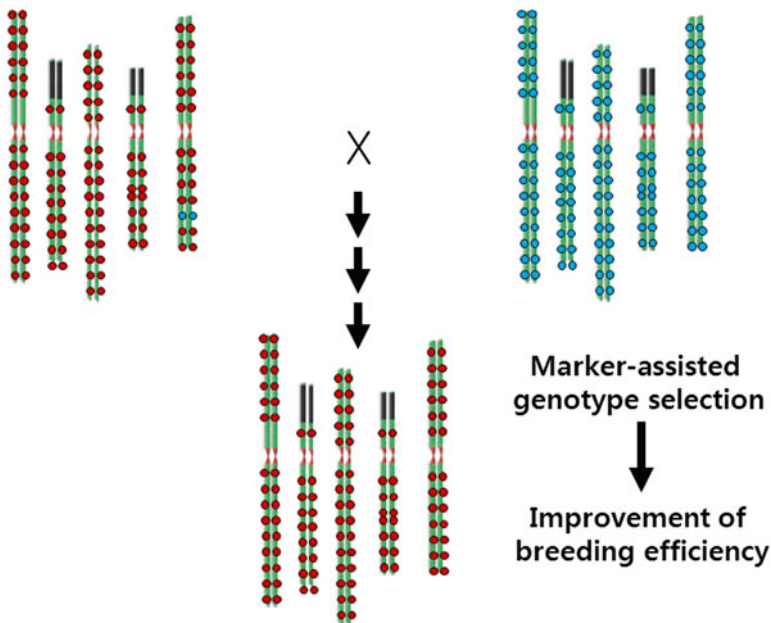 X
Marker-assisted
genotype selection
Improvement of
breeding efficiency